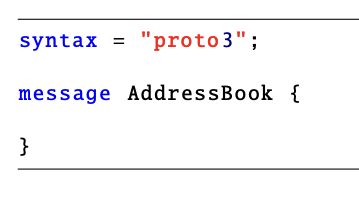 syntax = "proto3";
message AddressBook {
}